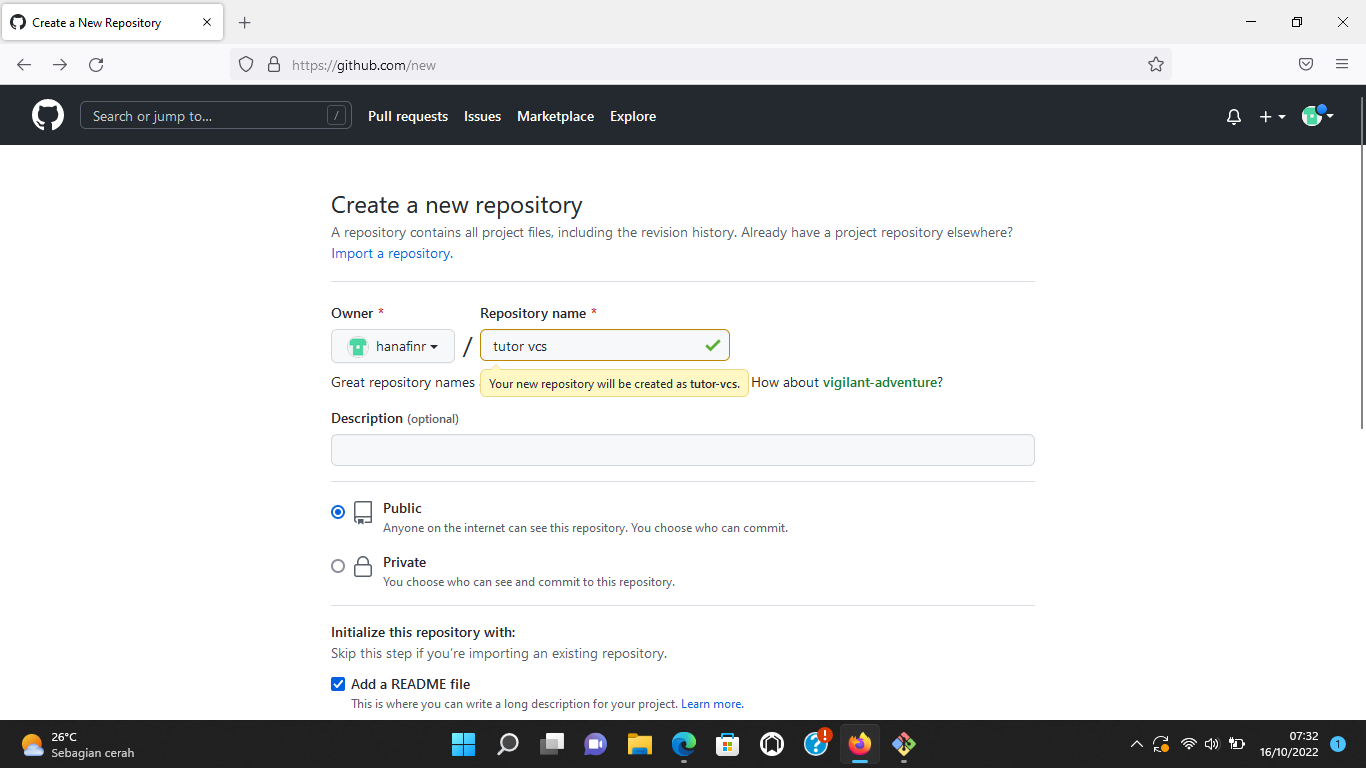 Create a New Repository
https://github.com/new
Search or jump to...
/
Pull requests
Issues
Marketplace
Explore
Create a new repository
A repository contains all project files, including the revision history. Already have a project repository elsewhere?
Import a repository.
Owner *
Repository name *
hanafinr
/
tutor vcs
Great repository names
Your new repository will be created as tutor-vcs.
How about vigilant-adventure?
Description (optional)
Public
Anyone on the internet can see this repository. You choose who can commit.
Private
You choose who can see and commit to this repository.
Initialize this repository with:
Skip this step if you're importing an existing repository.
Add a README file
This is where you can write a long description for your project. Learn more.
26°C
Sebagian cerah
07:32
16/10/2022
1